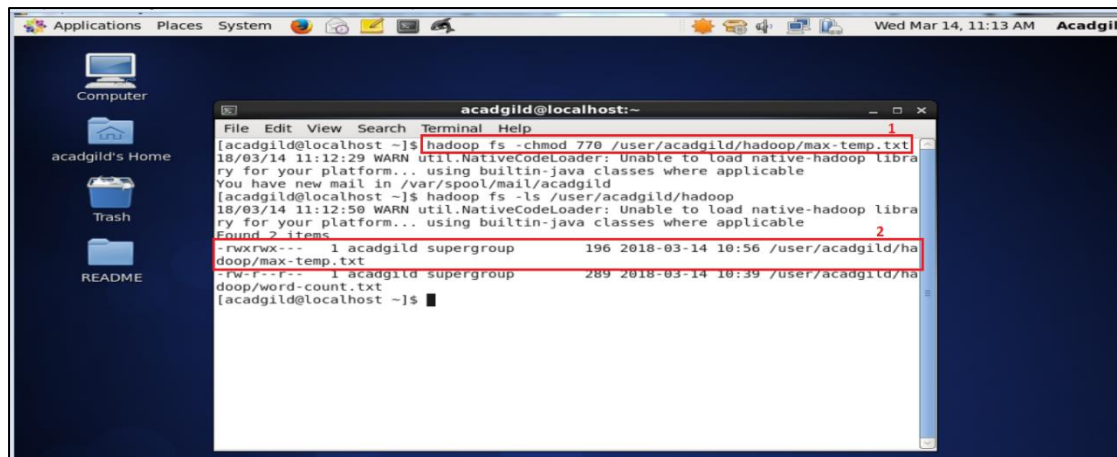 Applications Places System Wed Mar 14, 11:13 AM Acadgil
Computer
acadgild's Home
Trash
README
acadgild@localhost:~
File Edit View Search Terminal Help
1
[acadgild@localhost ~]$ hadoop fs -chmod 770 /user/acadgild/hadoop/max-temp.txt
18/03/14 11:12:29 WARN util.NativeCodeLoader: Unable to load native-hadoop libra
ry for your platform... using builtin-java classes where applicable
You have new mail in /var/spool/mail/acadgild
[acadgild@localhost ~]$ hadoop fs -ls /user/acadgild/hadoop
18/03/14 11:12:50 WARN util.NativeCodeLoader: Unable to load native-hadoop libra
ry for your platform... using builtin-java classes where applicable
Found 2 items
2
-rwxrwx--- 1 acadgild supergroup 196 2018-03-14 10:56 /user/acadgild/ha
doop/max-temp.txt
-rw-r--r-- 1 acadgild supergroup 289 2018-03-14 10:39 /user/acadgild/ha
doop/word-count.txt
[acadgild@localhost ~]$